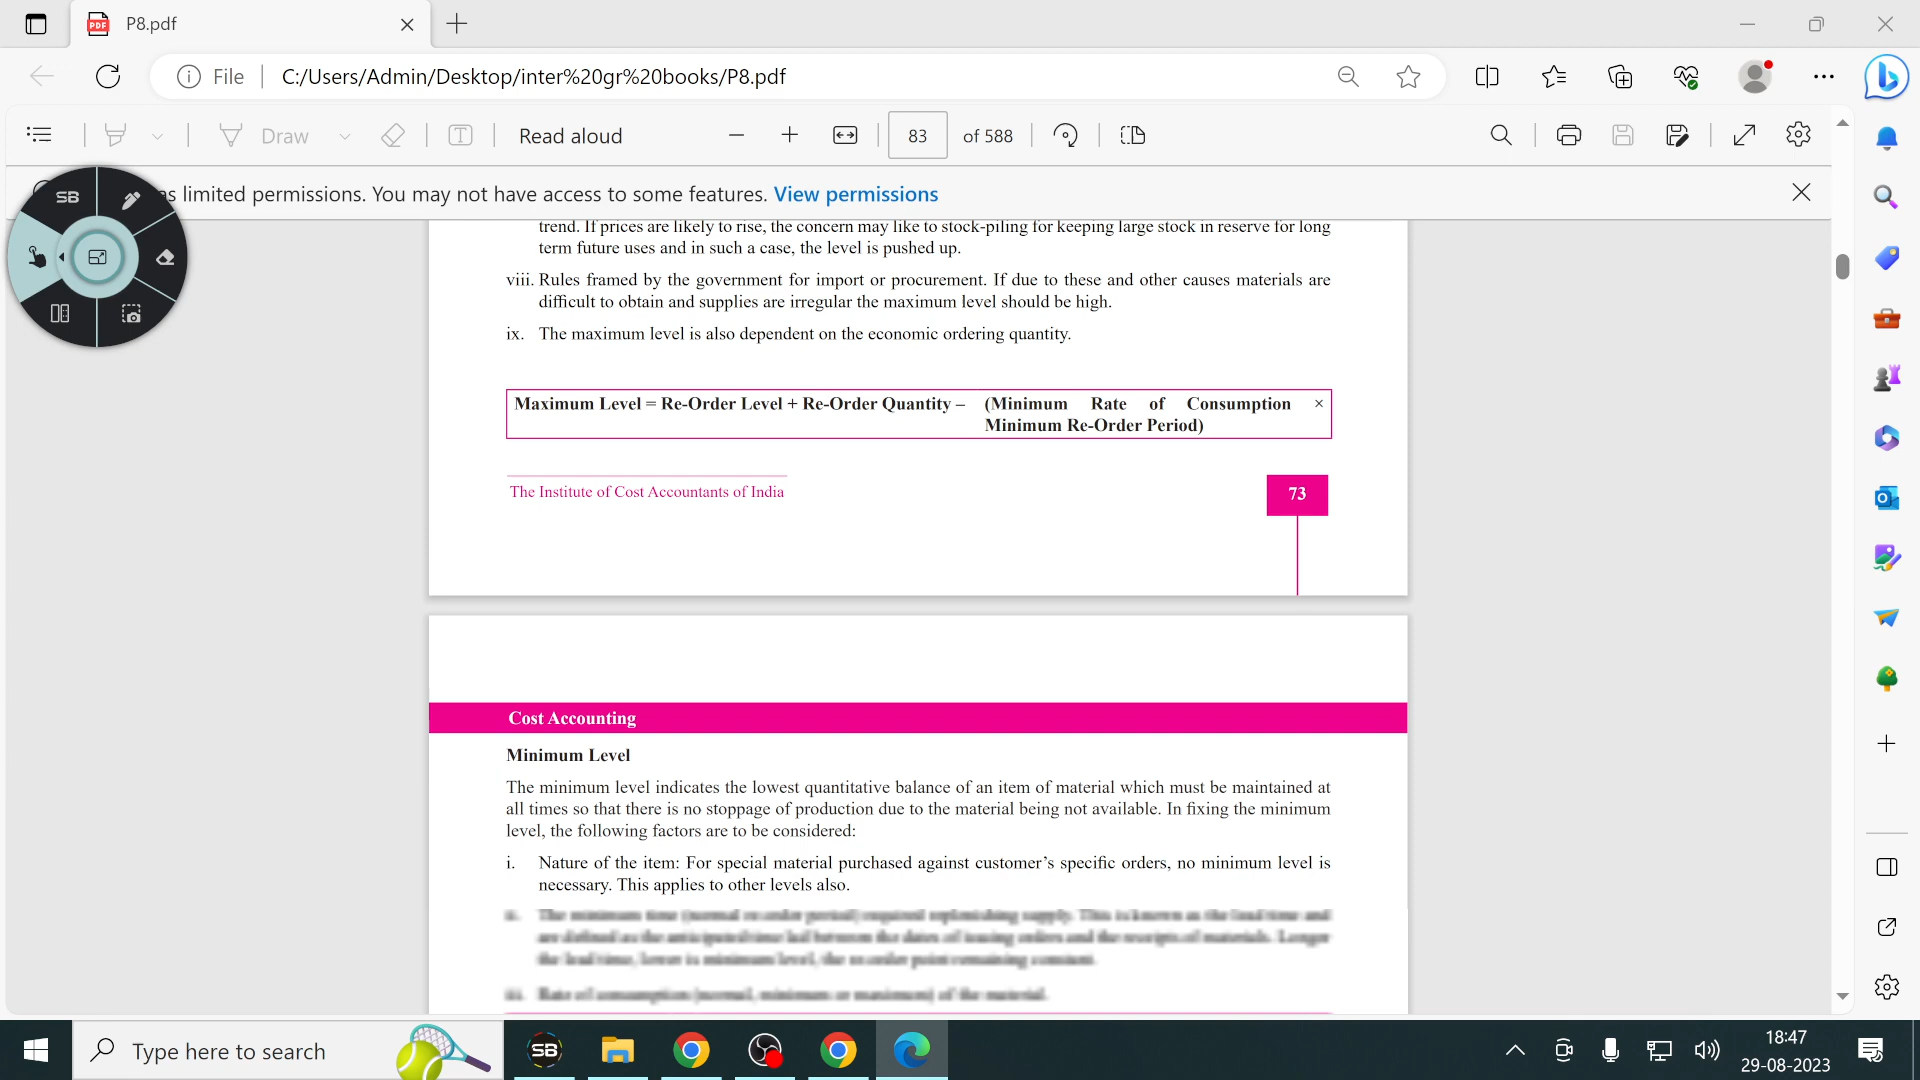 P8.pdf
File
C:/Users/Admin/Desktop/inter%20gr%20books/P8.pdf
Draw
T
Read aloud
83 of 588
SB
as limited permissions. You may not have access to some features. View permissions
trend. If prices are likely to rise, the concern may like to stock-piling for keeping large stock in reserve for long
term future uses and in such a case, the level is pushed up.
viii. Rules framed by the government for import or procurement. If due to these and other causes materials are
difficult to obtain and supplies are irregular the maximum level should be high.
ix. The maximum level is also dependent on the economic ordering quantity.
Maximum Level = Re-Order Level + Re-Order Quantity – (Minimum Rate of Consumption ×
Minimum Re-Order Period)
The Institute of Cost Accountants of India
73
Cost Accounting
Minimum Level
The minimum level indicates the lowest quantitative balance of an item of material which must be maintained at
all times so that there is no stoppage of production due to the material being not available. In fixing the minimum
level, the following factors are to be considered:
i. Nature of the item: For special material purchased against customer's specific orders, no minimum level is
necessary. This applies to other levels also.
Type here to search
SB
18:47
29-08-2023